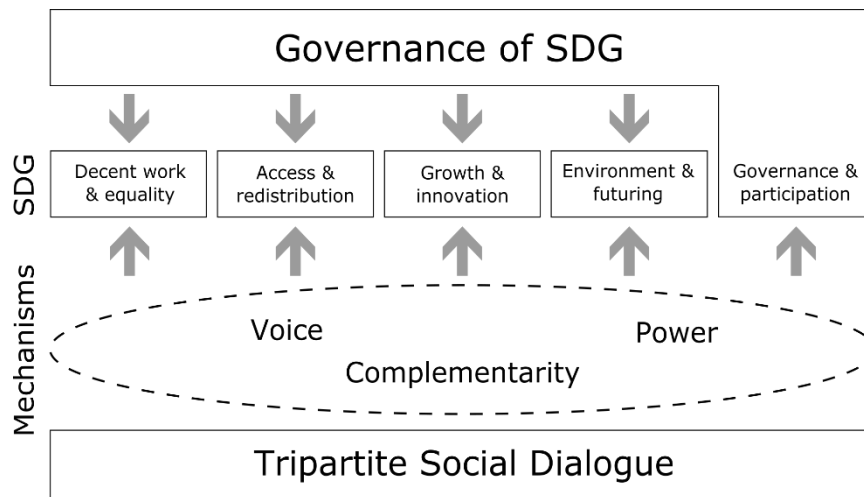 Governance of SDG
SDG
Decent work
& equality
Access &
redistribution
Growth &
innovation
Environment &
futuring
Governance &
participation
Mechanisms
Voice
Power
Complementarity
Tripartite Social Dialogue